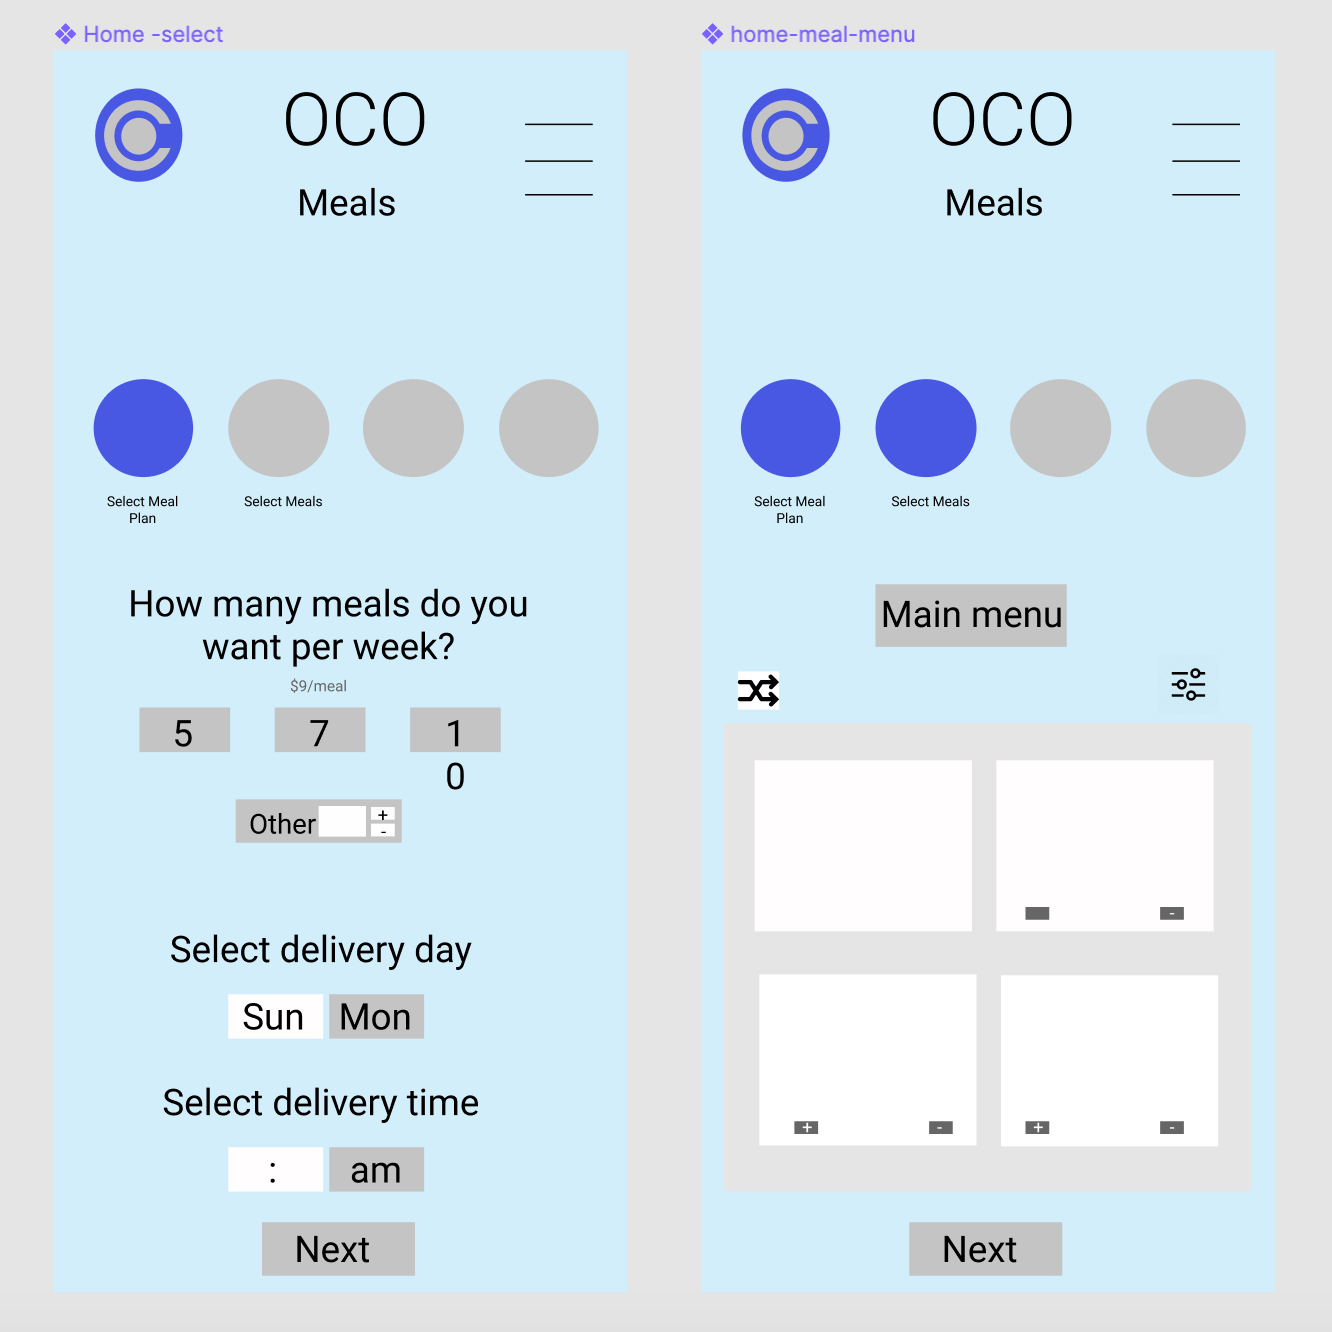 Home -select
OCO
Meals
Select Meal
Plan
Select Meals
How many meals do you
want per week?
$9/meal
5
7
1
0
Other
+
-
Select delivery day
Sun
Mon
Select delivery time
:
am
Next
home-meal-menu
OCO
Meals
Select Meal
Plan
Select Meals
Main menu
-
+
-
+
-
Next